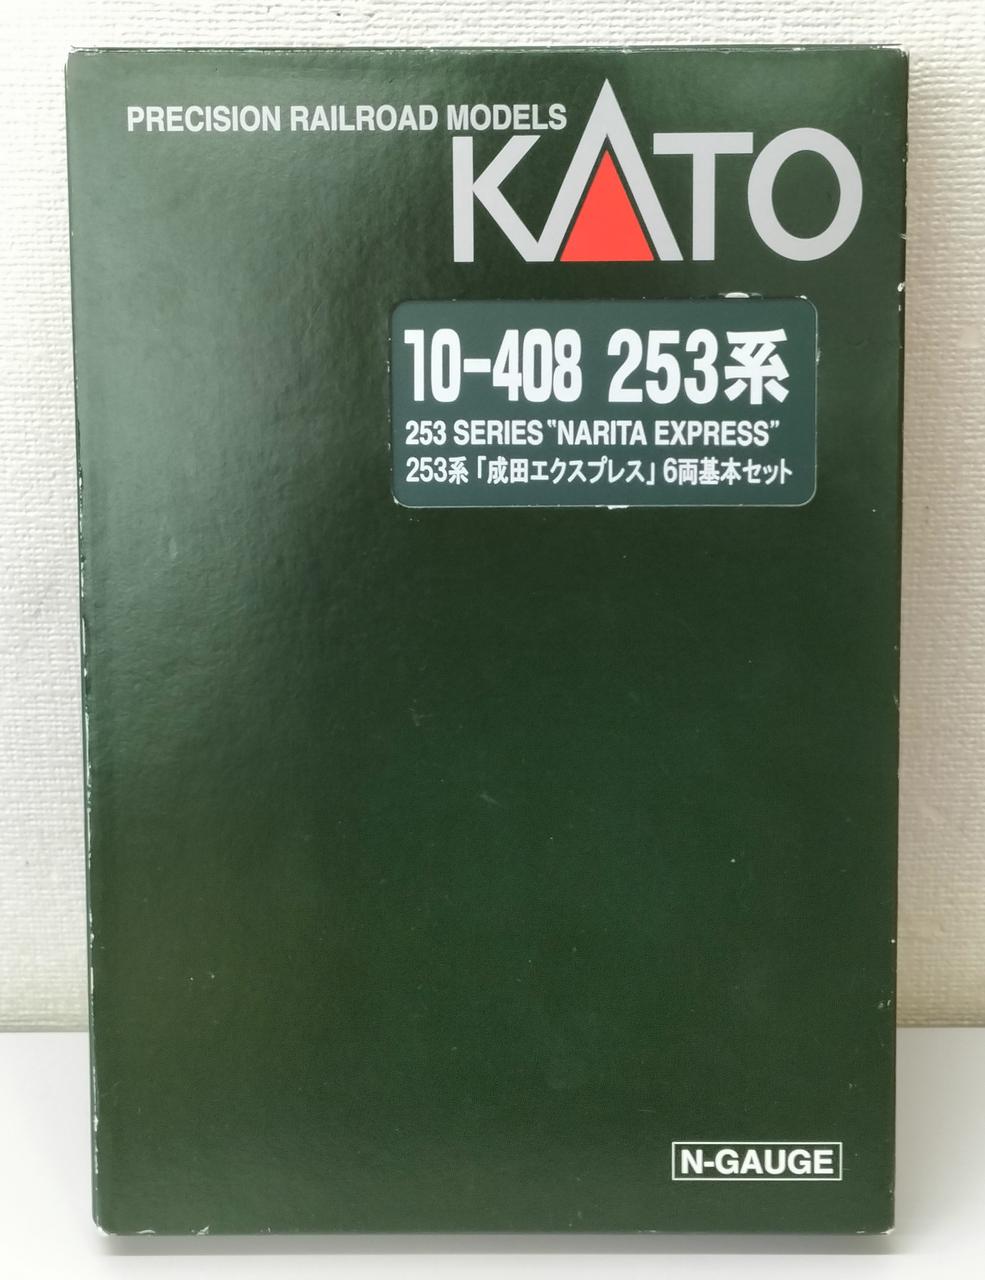 PRECISION RAILROAD MODELS
KATO
10-408 253系
253 SERIES "NARITA EXPRESS"
253系「成田エクスプレス」6両基本セット
N-GAUGE